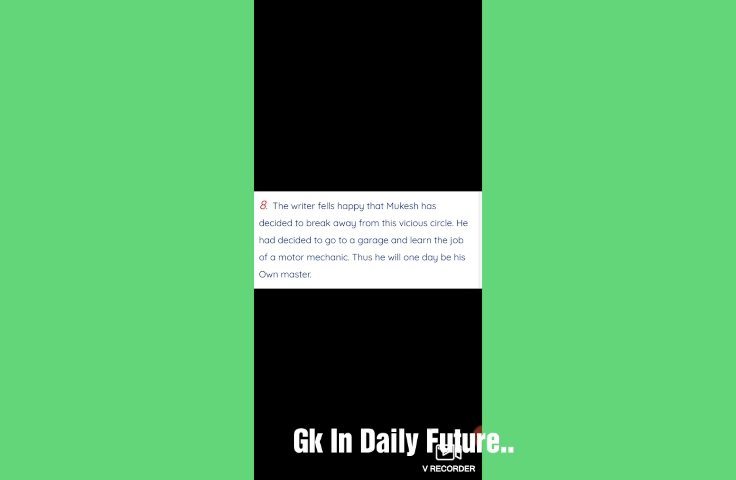 8. The writer fells happy that Mukesh has
decided to break away from this vicious circle. He
had decided to go to a garage and learn the job
of a motor mechanic. Thus he will one day be his
Own master.
Gk In Daily Future..
V RECORDER